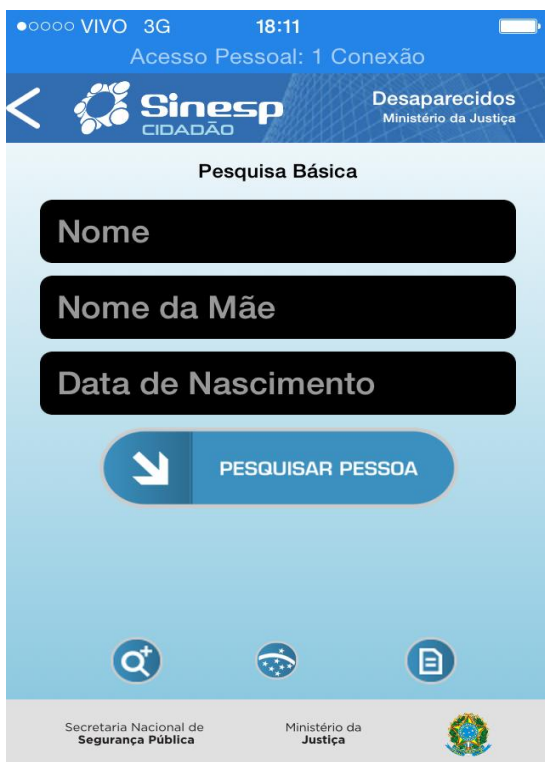 VIVO 3G 18:11
Acesso Pessoal: 1 Conexão
Sinesp
CIDADÃO
Desaparecidos
Ministério da Justiça
Pesquisa Básica
Nome
Nome da Mãe
Data de Nascimento
PESQUISAR PESSOA
Secretaria Nacional de
Segurança Pública
Ministério da
Justiça